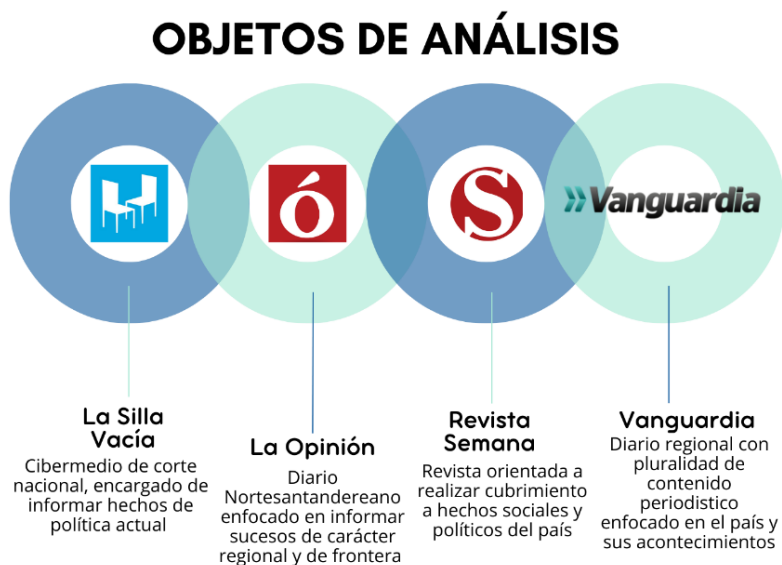 OBJETOS DE ANÁLISIS
ó
S
Vanguardia
La Silla
Vacía
Cibermedio de corte
nacional, encargado de
informar hechos de
política actual
La Opinión
Diario
Nortesantandereano
enfocado en informar
sucesos de carácter
regional y de frontera
Revista
Semana
Revista orientada a
realizar cubrimiento
a hechos sociales y
políticos del país
Vanguardia
Diario regional con
pluralidad de
contenido
periodistico
enfocado en el país y
sus acontecimientos